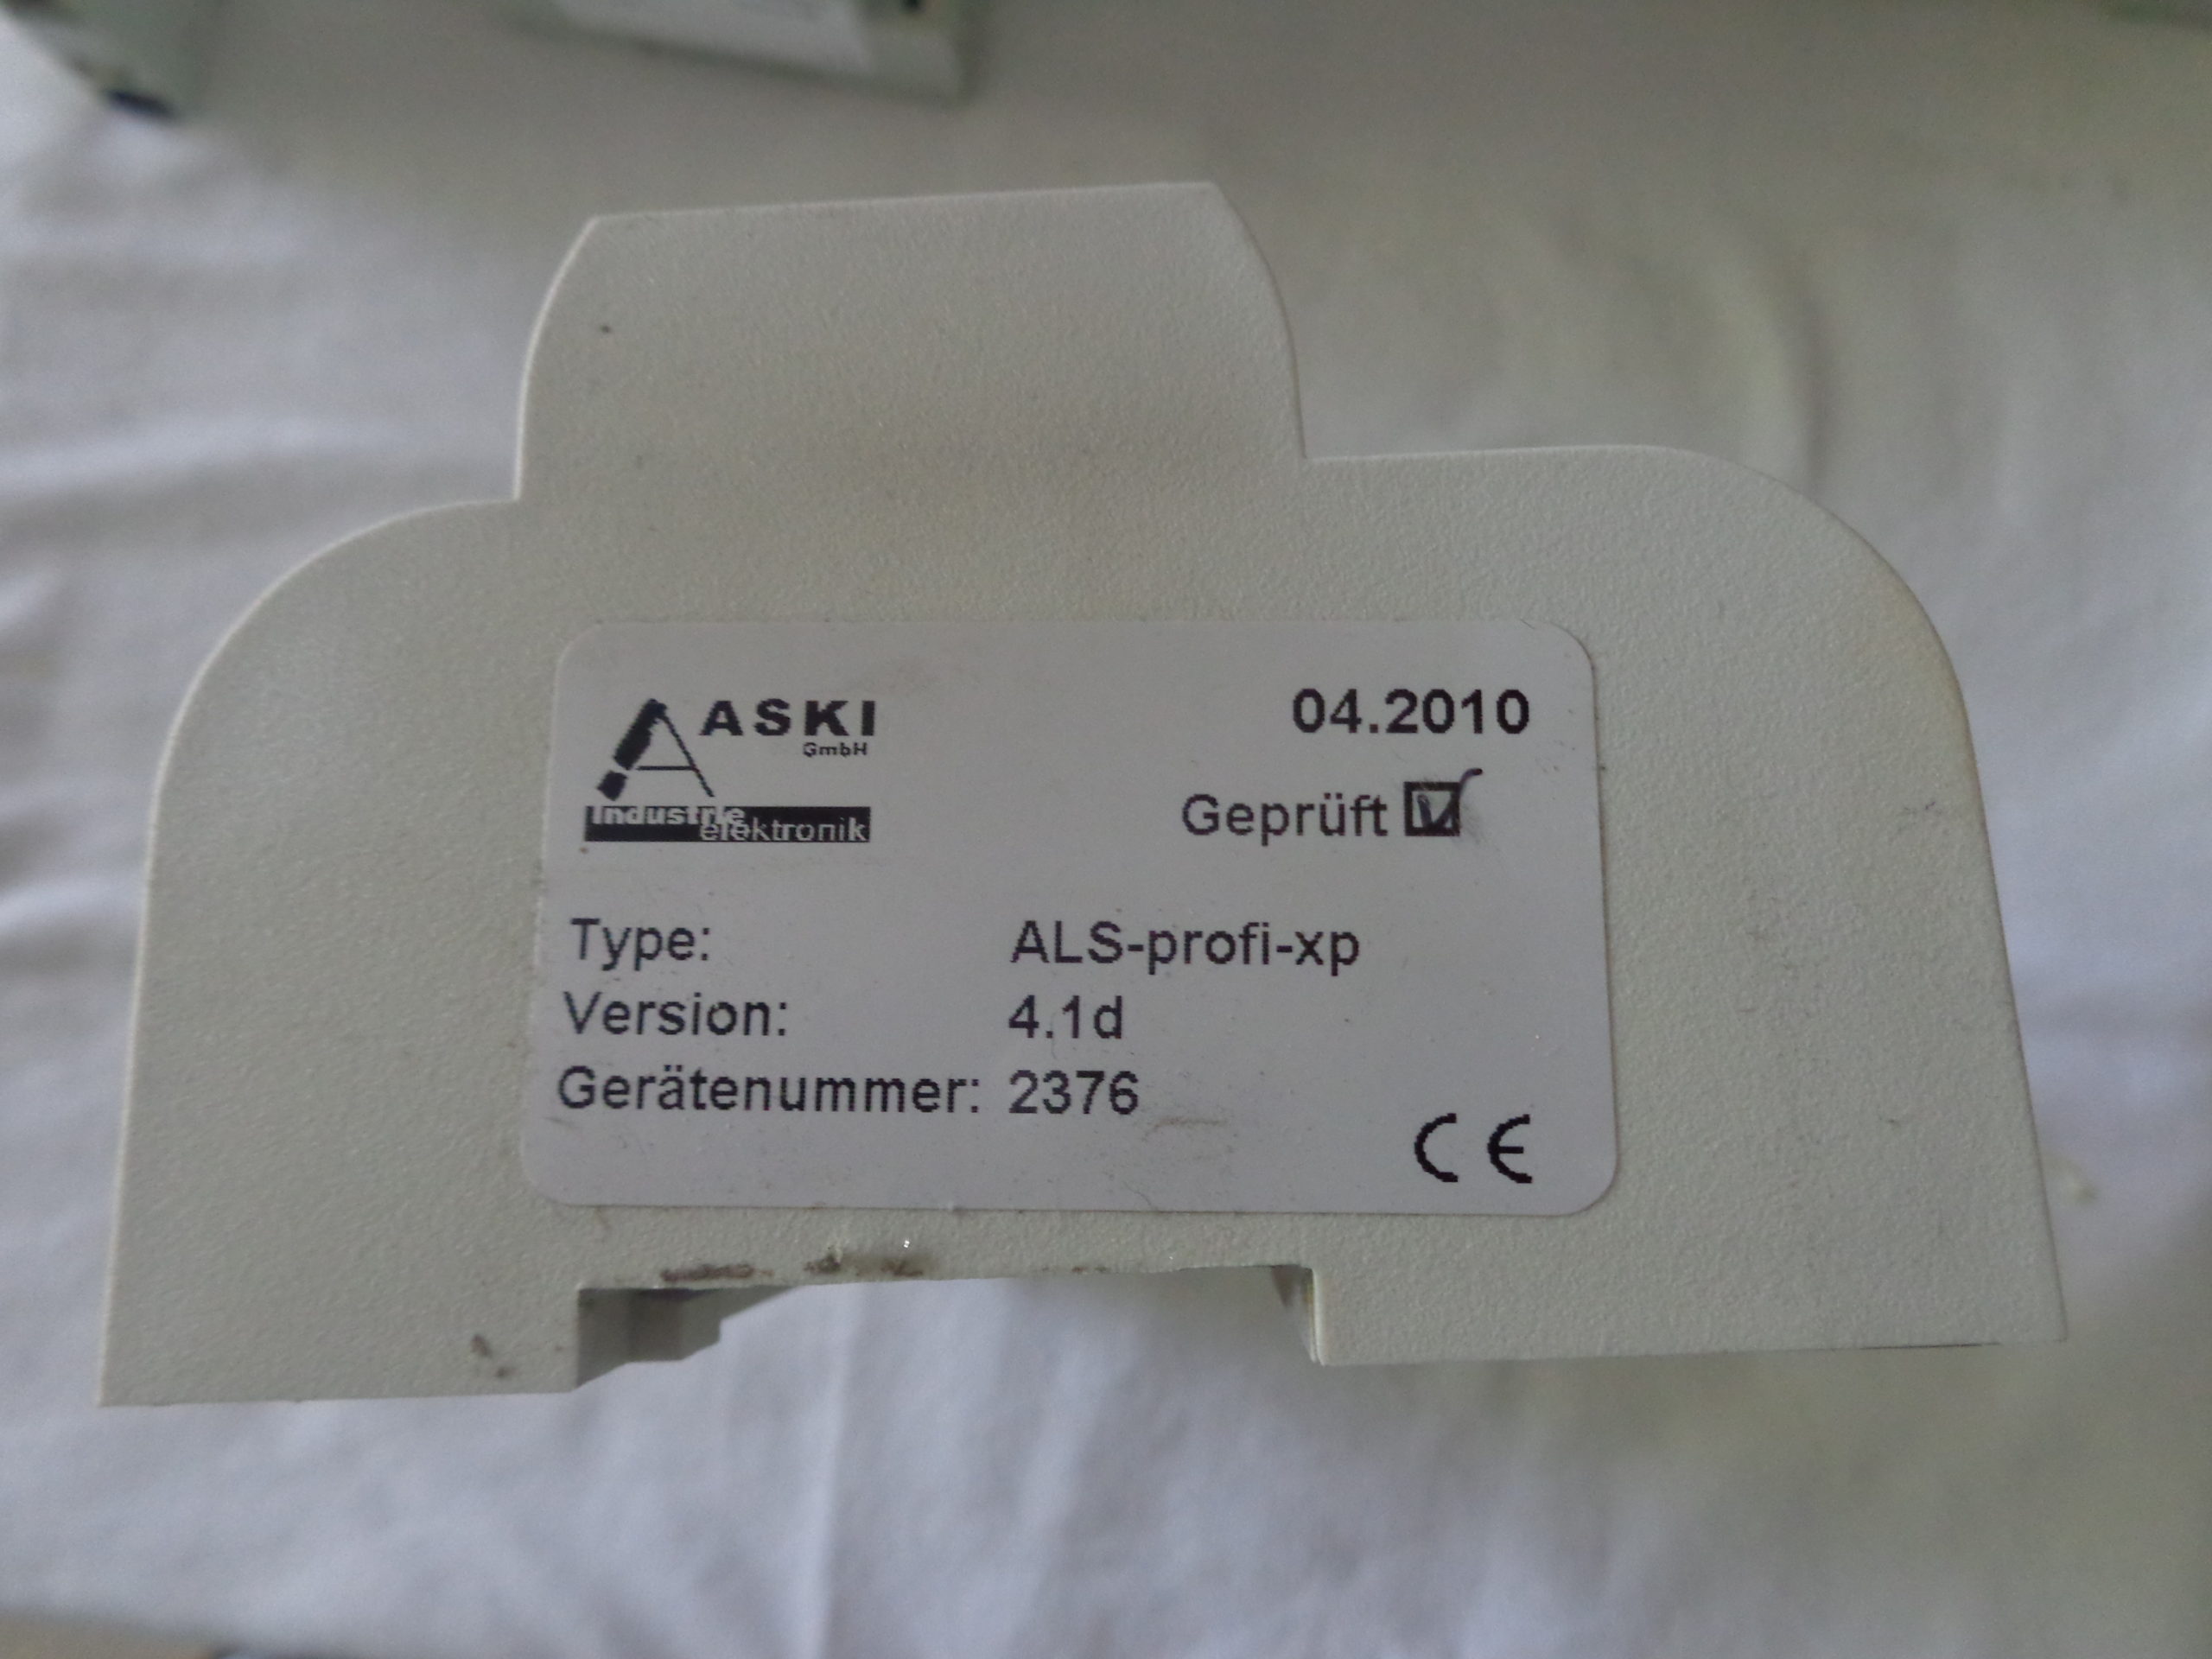 ASKI
GmbH
Industrie
elektronik
04.2010
Geprüft
Type: ALS-profi-xp
Version: 4.1d
Gerätenummer: 2376
CE